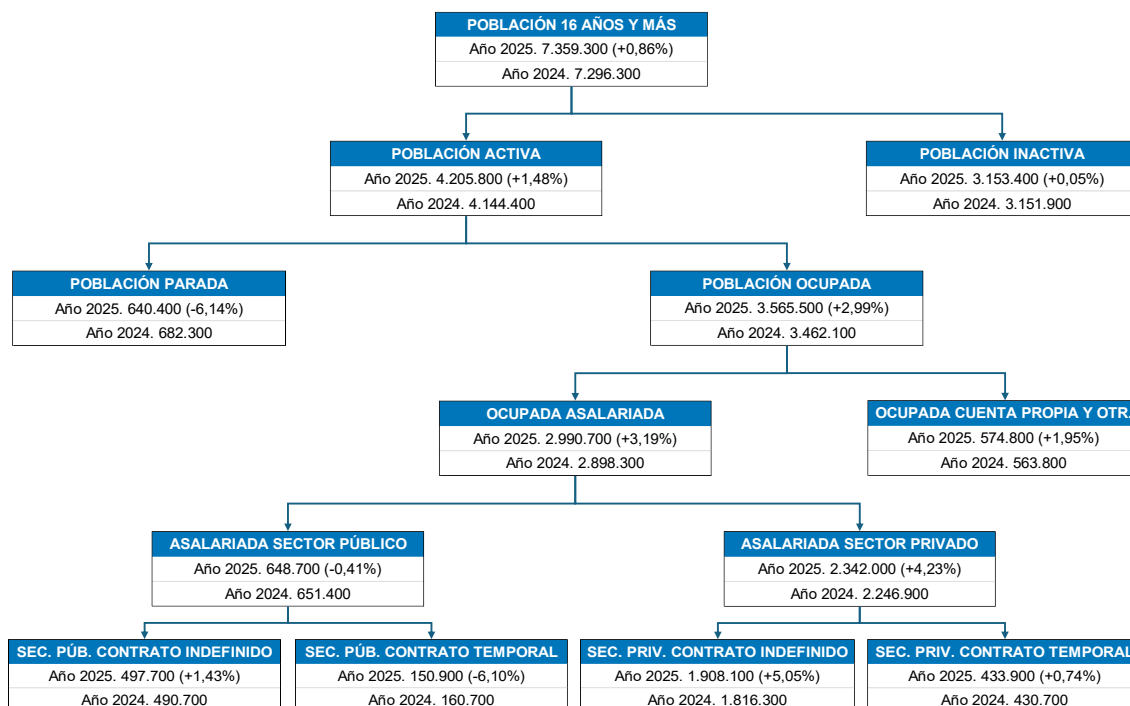 POBLACIÓN 16 AÑOS Y MÁS
Año 2025. 7.359.300 (+0,86%)
Año 2024. 7.296.300
POBLACIÓN ACTIVA
Año 2025. 4.205.800 (+1,48%)
Año 2024. 4.144.400
POBLACIÓN INACTIVA
Año 2025. 3.153.400 (+0,05%)
Año 2024. 3.151.900
POBLACIÓN PARADA
Año 2025. 640.400 (-6,14%)
Año 2024. 682.300
POBLACIÓN OCUPADA
Año 2025. 3.565.500 (+2,99%)
Año 2024. 3.462.100
OCUPADA ASALARIADA
Año 2025. 2.990.700 (+3,19%)
Año 2024. 2.898.300
OCUPADA CUENTA PROPIA Y OTR.
Año 2025. 574.800 (+1,95%)
Año 2024. 563.800
ASALARIADA SECTOR PÚBLICO
Año 2025. 648.700 (-0,41%)
Año 2024. 651.400
ASALARIADA SECTOR PRIVADO
Año 2025. 2.342.000 (+4,23%)
Año 2024. 2.246.900
SEC. PÚB. CONTRATO INDEFINIDO
Año 2025. 497.700 (+1,43%)
Año 2024. 490.700
SEC. PÚB. CONTRATO TEMPORAL
Año 2025. 150.900 (-6,10%)
Año 2024. 160.700
SEC. PRIV. CONTRATO INDEFINIDO
Año 2025. 1.908.100 (+5,05%)
Año 2024. 1.816.300
SEC. PRIV. CONTRATO TEMPORAL
Año 2025. 433.900 (+0,74%)
Año 2024. 430.700